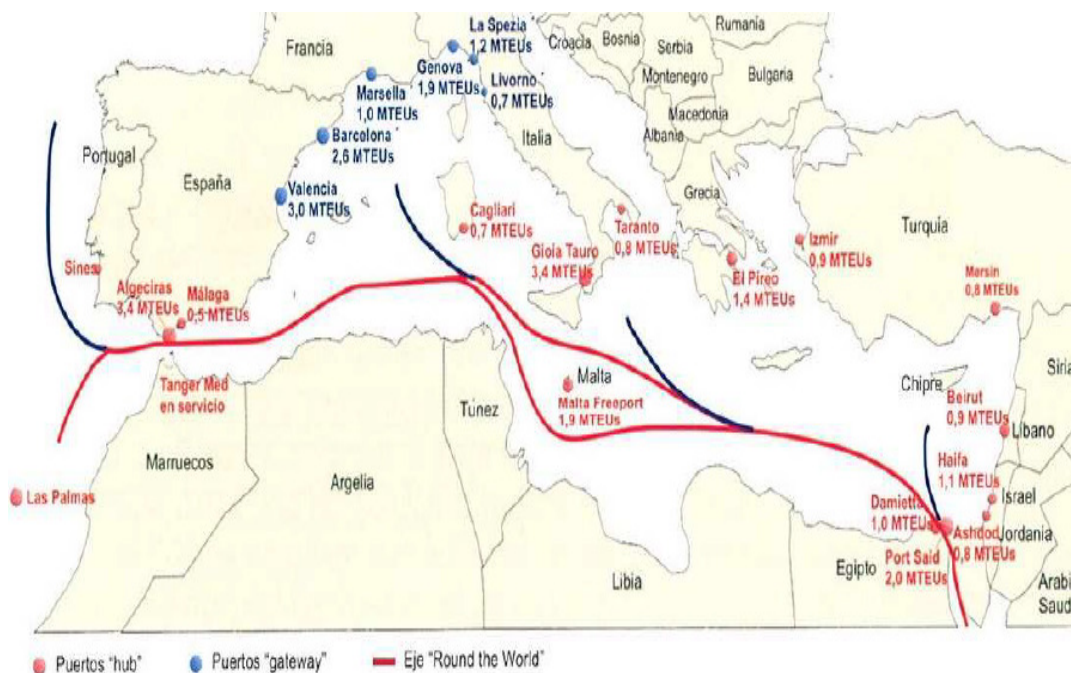 La Spezia
1,2 MTEUs
Rumanía
Francia
Croacia
Bosnia
Serbia
Genova
1,9 MTEUs
Livorno
0,7 MTEUs
Montenegro
Bulgaria
Marsella
1,0 MTEUs
Macedonia
Albania
Italia
Barcelona
2,6 MTEUs
Portugal
España
Valencia
3,0 MTEUs
Grecia
Turquía
Cagliari
0,7 MTEUs
Taranto
0,8 MTEUs
Izmir
0,9 MTEUs
Gioia Tauro
3,4 MTEUs
El Pireo
1,4 MTEUs
Sines
Algeciras
3,4 MTEUs
Málaga
0,5 MTEUs
Mersin
0,8 MTEUs
Siria
Chipre
Tanger Med
en servicio
Túnez
Malta
Malta Freeport
1,9 MTEUs
Beirut
0,9 MTEUs
Líbano
Marruecos
Argelia
Haifa
1,1 MTEUs
Israel
Las Palmas
Damietta
1,0 MTEUs
Ashdod
0,8 MTEUs
Jordania
Port Said
2,0 MTEUs
Libia
Egipto
Arabi
Saud
Puertos "hub"
Puertos "gateway"
Eje "Round the World"